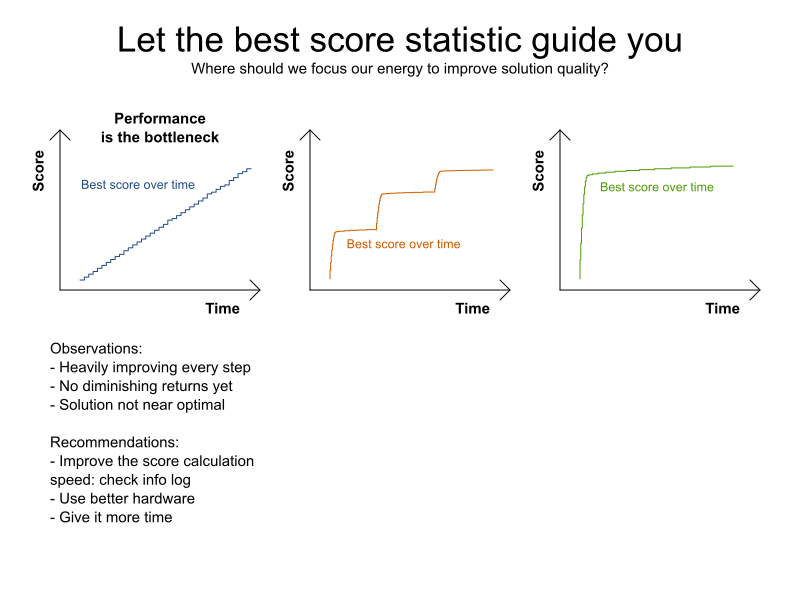 Let the best score statistic guide you
Where should we focus our energy to improve solution quality?
Performance
is the bottleneck
Score
Best score over time
Time
Score
Best score over time
Time
Score
Best score over time
Time
Observations:
- Heavily improving every step
- No diminishing returns yet
- Solution not near optimal
Recommendations:
- Improve the score calculation
speed: check info log
- Use better hardware
- Give it more time